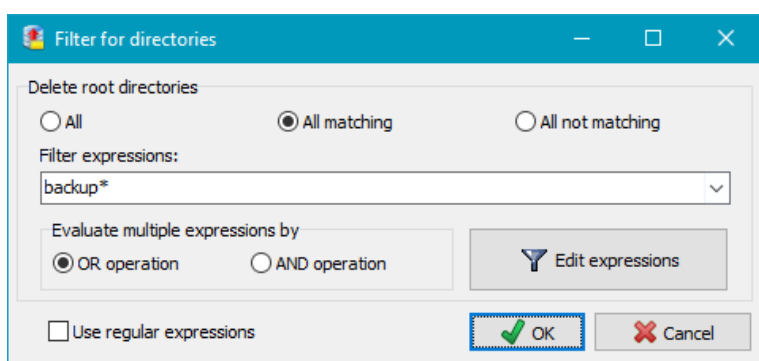 Filter for directories
Delete root directories
All All matching All not matching
Filter expressions:
backup*
Evaluate multiple expressions by
OR operation AND operation Edit expressions
Use regular expressions OK Cancel